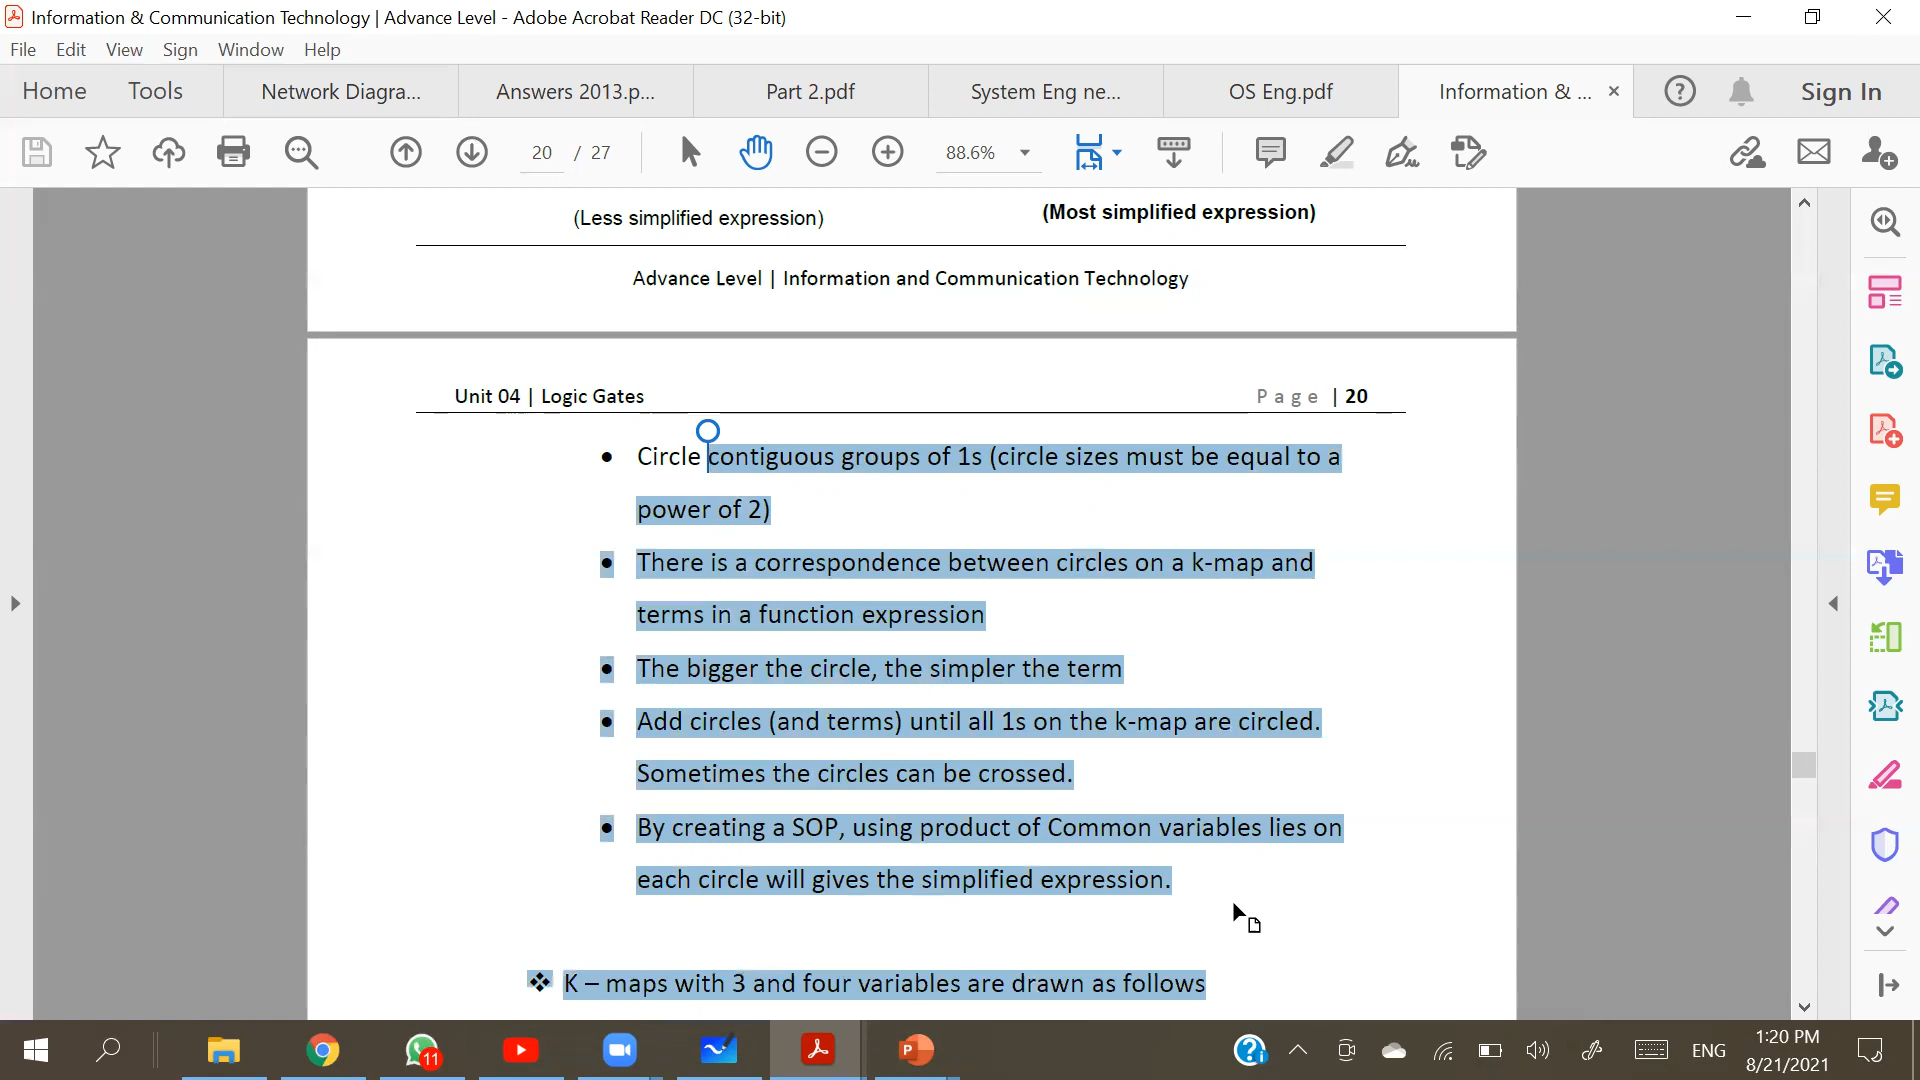 Information & Communication Technology | Advance Level - Adobe Acrobat Reader DC (32-bit)
File Edit View Sign Window Help
Home Tools Network Diagra... Answers 2013.p... Part 2.pdf System Eng ne... OS Eng.pdf Information & ... × Sign In
20 / 27 88.6%
(Less simplified expression) (Most simplified expression)
Advance Level | Information and Communication Technology
Unit 04 | Logic Gates Page | 20
• Circle contiguous groups of 1s (circle sizes must be equal to a
power of 2)
• There is a correspondence between circles on a k-map and
terms in a function expression
• The bigger the circle, the simpler the term
• Add circles (and terms) until all 1s on the k-map are circled.
Sometimes the circles can be crossed.
• By creating a SOP, using product of Common variables lies on
each circle will gives the simplified expression.
❖ K – maps with 3 and four variables are drawn as follows
11 ENG 1:20 PM
8/21/2021